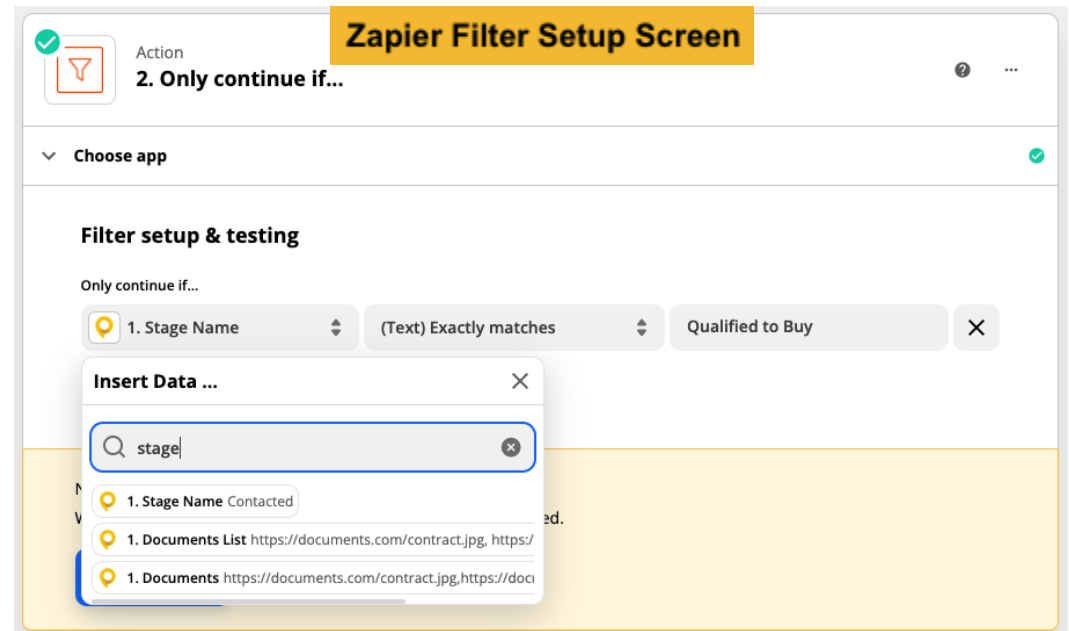 Zapier Filter Setup Screen
Action
2. Only continue if...
Choose app
Filter setup & testing
Only continue if...
1. Stage Name (Text) Exactly matches Qualified to Buy
Insert Data ...
stage
1. Stage Name Contacted
1. Documents List https://documents.com/contract.jpg, https:/
1. Documents https://documents.com/contract.jpg,https://docu